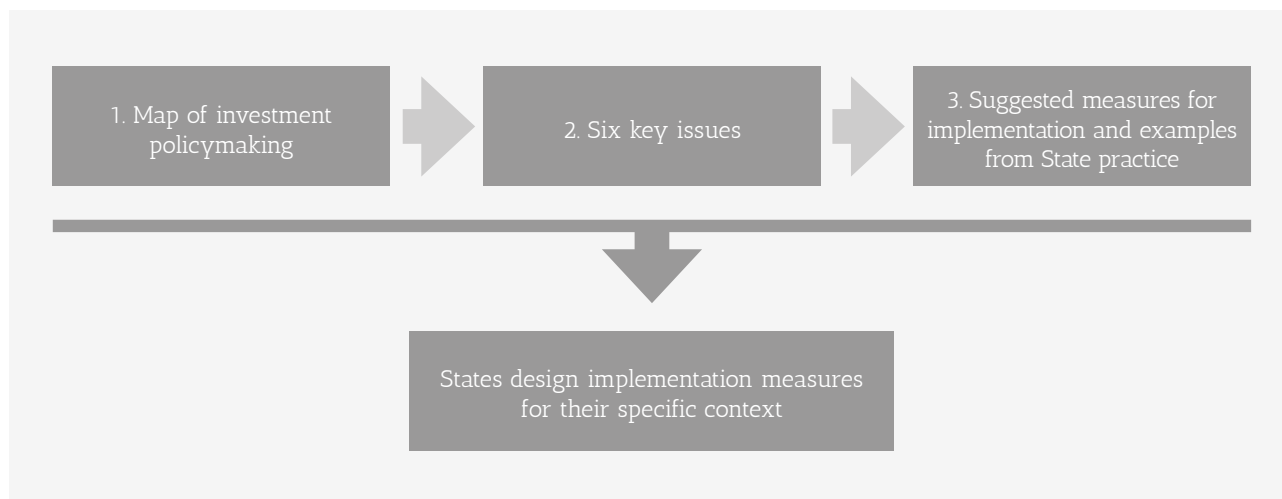 1. Map of investment
policymaking
2. Six key issues
3. Suggested measures for
implementation and examples
from State practice
States design implementation measures
for their specific context